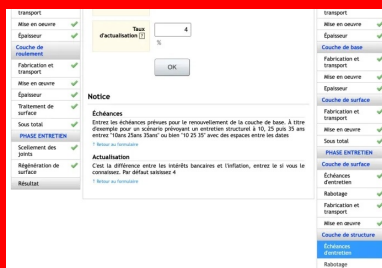 transport
Mise en oeuvre
Épaisseur
Couche de
roulement
Fabrication et
transport
Mise en oeuvre
Épaisseur
Traitement de
surface
Sous total
PHASE ENTRETIEN
Scellement des
joints
Régénération de
surface
Résultat
Taux
d'actualisation [?]
4
%
OK
Notice
Échéances
Entrez les échéances prévues pour le renouvellement de la couche de base. À titre
d'exemple pour un scénario prévoyant un entretien structurel à 10, 25 puis 35 ans
entrez "10ans 25ans 35ans" ou bien "10 25 35" avec des espaces entre les dates
↑ Retour au formulaire
Actualisation
C'est la différence entre les intérêts bancaires et l'inflation, entrez le si vous le
connaissez. Par défaut saisissez 4
↑ Retour au formulaire
transport
Mise en œuvre
Épaisseur
Couche de base
Fabrication et
transport
Mise en œuvre
Épaisseur
Couche de surface
Fabrication et
transport
Mise en œuvre
Sous total
PHASE ENTRETIEN
Couche de surface
Échéances
d'entretien
Rabotage
Fabrication et
transport
Mise en œuvre
Couche de structure
Échéances
d'entretien
Rabotage